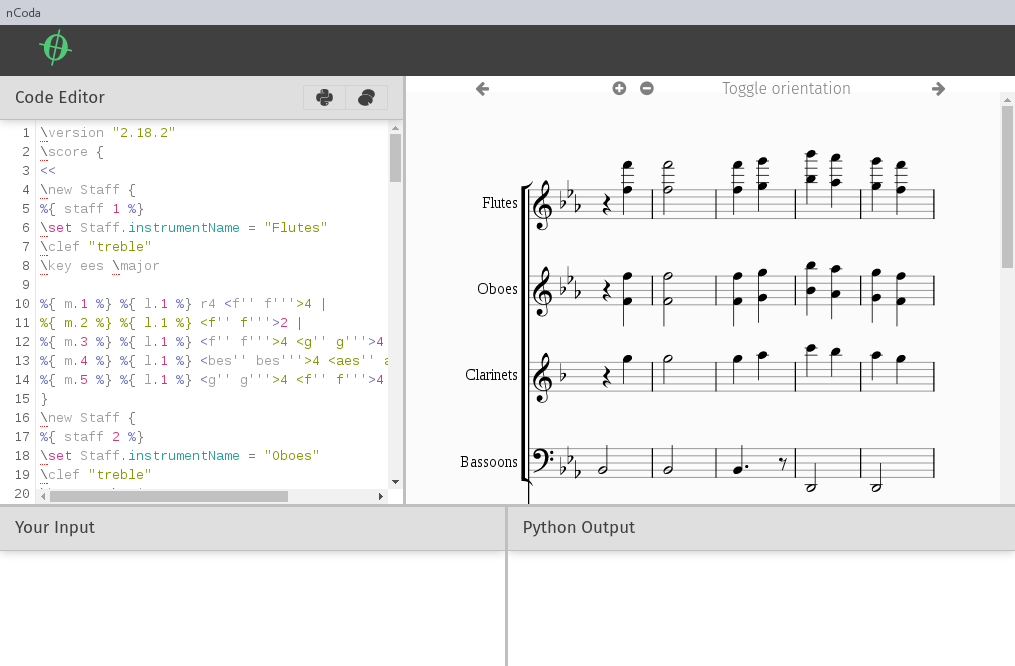 nCoda
Code Editor
Toggle orientation
1 \version "2.18.2"
2 \score {
3 <<
4 \new Staff {
5 %{ staff 1 %}
6 \set Staff.instrumentName = "Flutes"
7 \clef "treble"
8 \key ees \major
9
10 %{ m.1 %} %{ l.1 %} r4 <f'' f'''>4 |
11 %{ m.2 %} %{ l.1 %} <f'' f'''>2 |
12 %{ m.3 %} %{ l.1 %} <f'' f'''>4 <g'' g'''>4
13 %{ m.4 %} %{ l.1 %} <bes'' bes'''>4 <aes''
14 %{ m.5 %} %{ l.1 %} <g'' g'''>4 <f'' f'''>4
15 }
16 \new Staff {
17 %{ staff 2 %}
18 \set Staff.instrumentName = "Oboes"
19 \clef "treble"
20
Flutes
Oboes
Clarinets
Bassoons
Your Input
Python Output